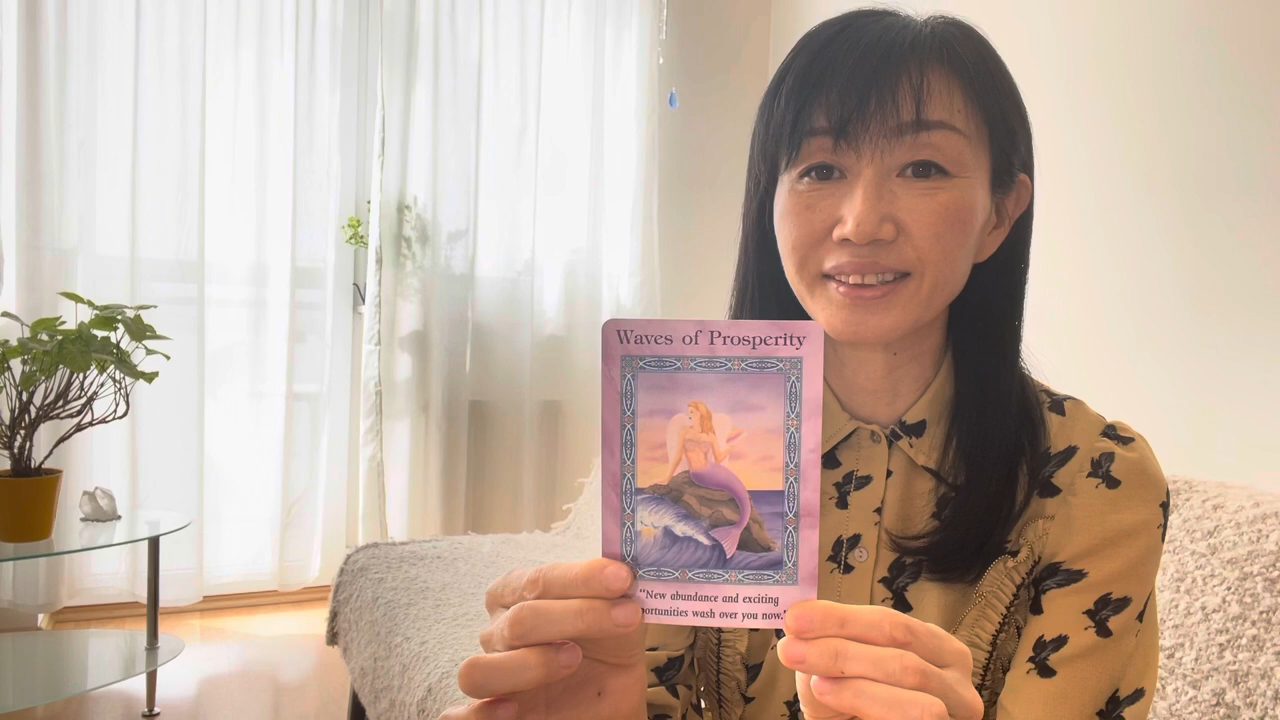 Waves of Prosperity
"New abundance and exciting
portunities wash over you now."